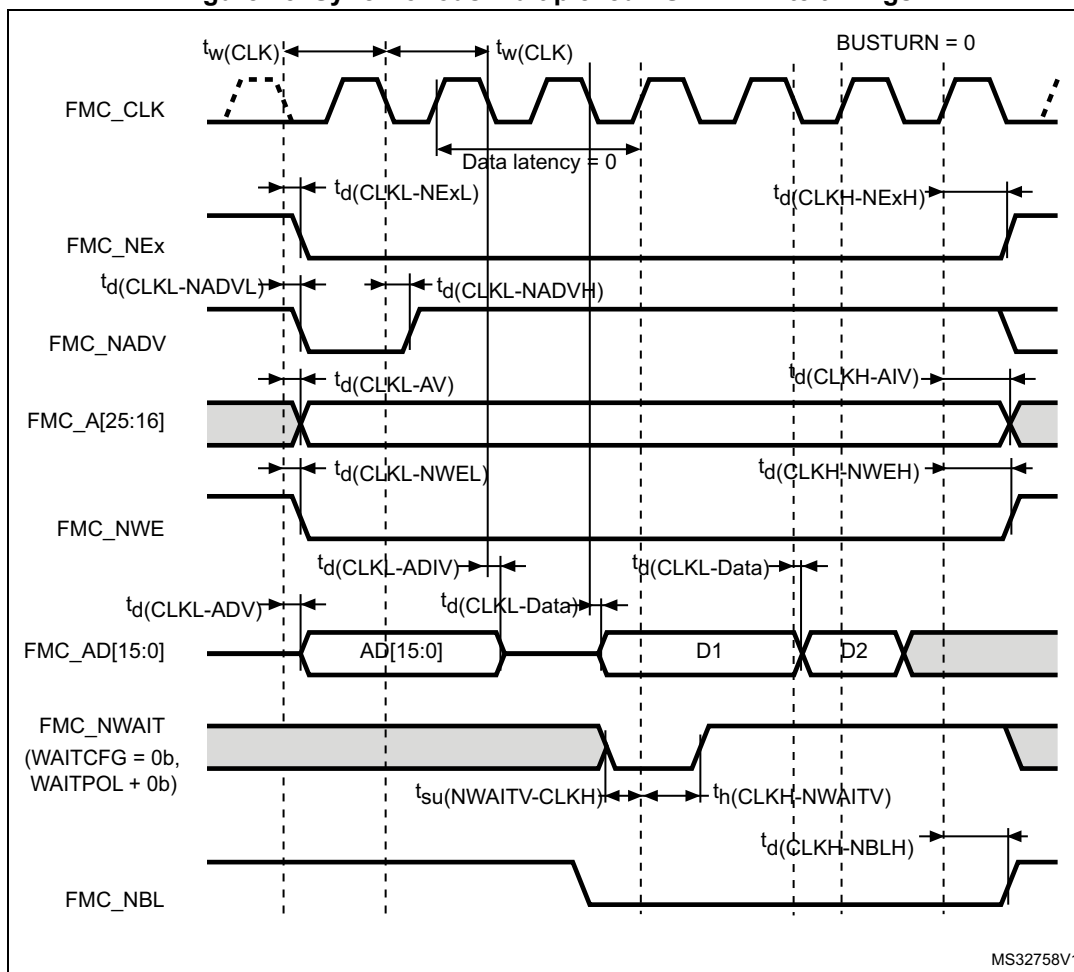 tw(CLK) tw(CLK) BUSTURN = 0
FMC_CLK
Data latency = 0
td(CLKL-NExL) td(CLKH-NExH)
FMC_NEx
td(CLKL-NADVL) td(CLKL-NADVH)
FMC_NADV
td(CLKL-AV) td(CLKH-AIV)
FMC_A[25:16]
td(CLKL-NWEL) td(CLKH-NWEH)
FMC_NWE
td(CLKL-ADIV) td(CLKL-Data)
td(CLKL-ADV) td(CLKL-Data)
FMC_AD[15:0] AD[15:0] D1 D2
FMC_NWAIT
(WAITCFG = 0b,
WAITPOL + 0b)
tsu(NWAITV-CLKH) th(CLKH-NWAITV)
td(CLKH-NBLH)
FMC_NBL